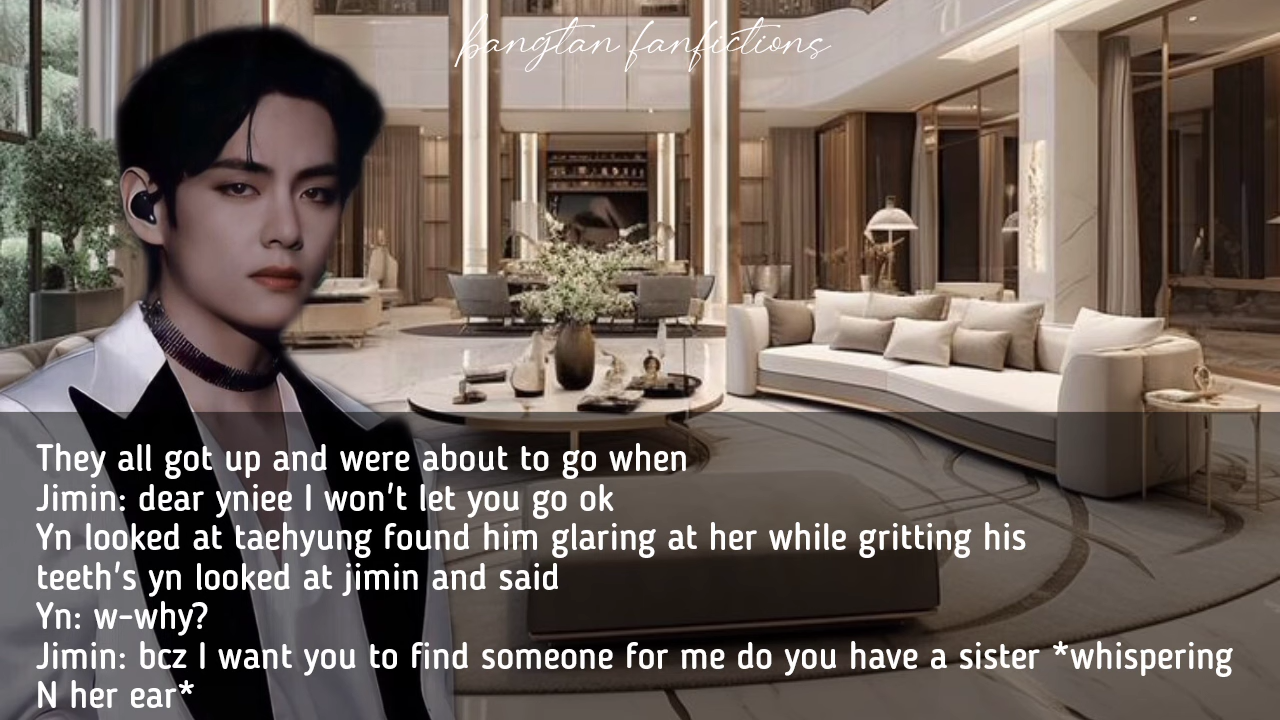 bangtan fanfictions
They all got up and were about to go when
Jimin: dear yniee I won't let you go ok
Yn looked at taehyung found him glaring at her while gritting his
teeth's yn looked at jimin and said
Yn: w-why?
Jimin: bcz I want you to find someone for me do you have a sister *whispering
N her ear*